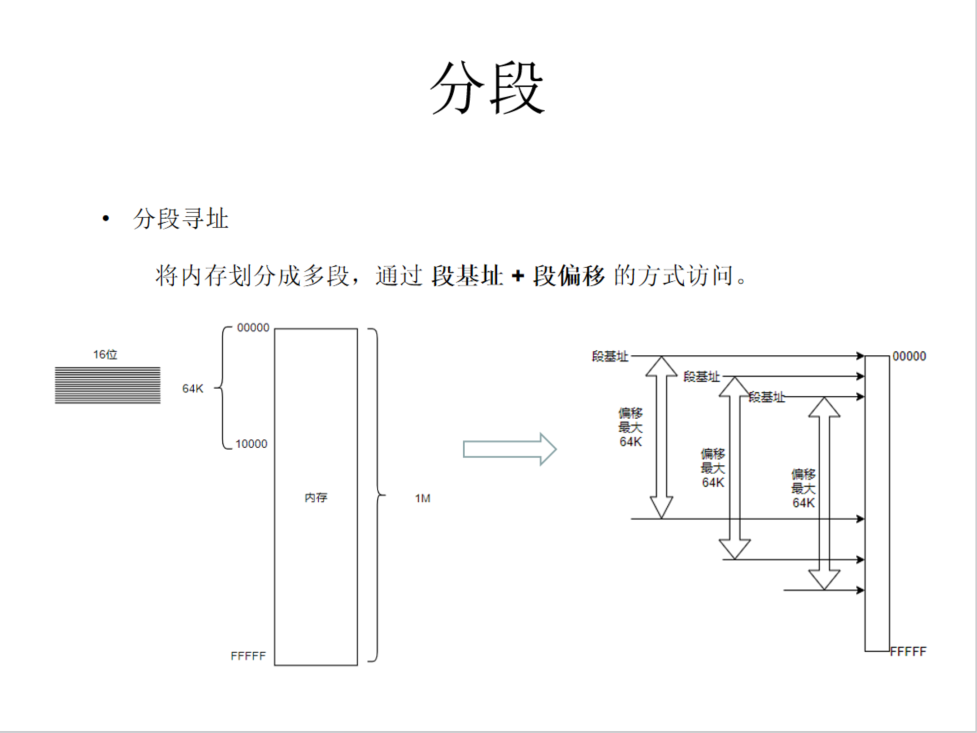 分段
• 分段寻址
将内存划分成多段，通过 段基址 + 段偏移 的方式访问。
16位
64K
00000
10000
内存
1M
FFFFF
段基址
00000
段基址
段基址
偏移
最大
64K
偏移
最大
64K
偏移
最大
64K
FFFFF